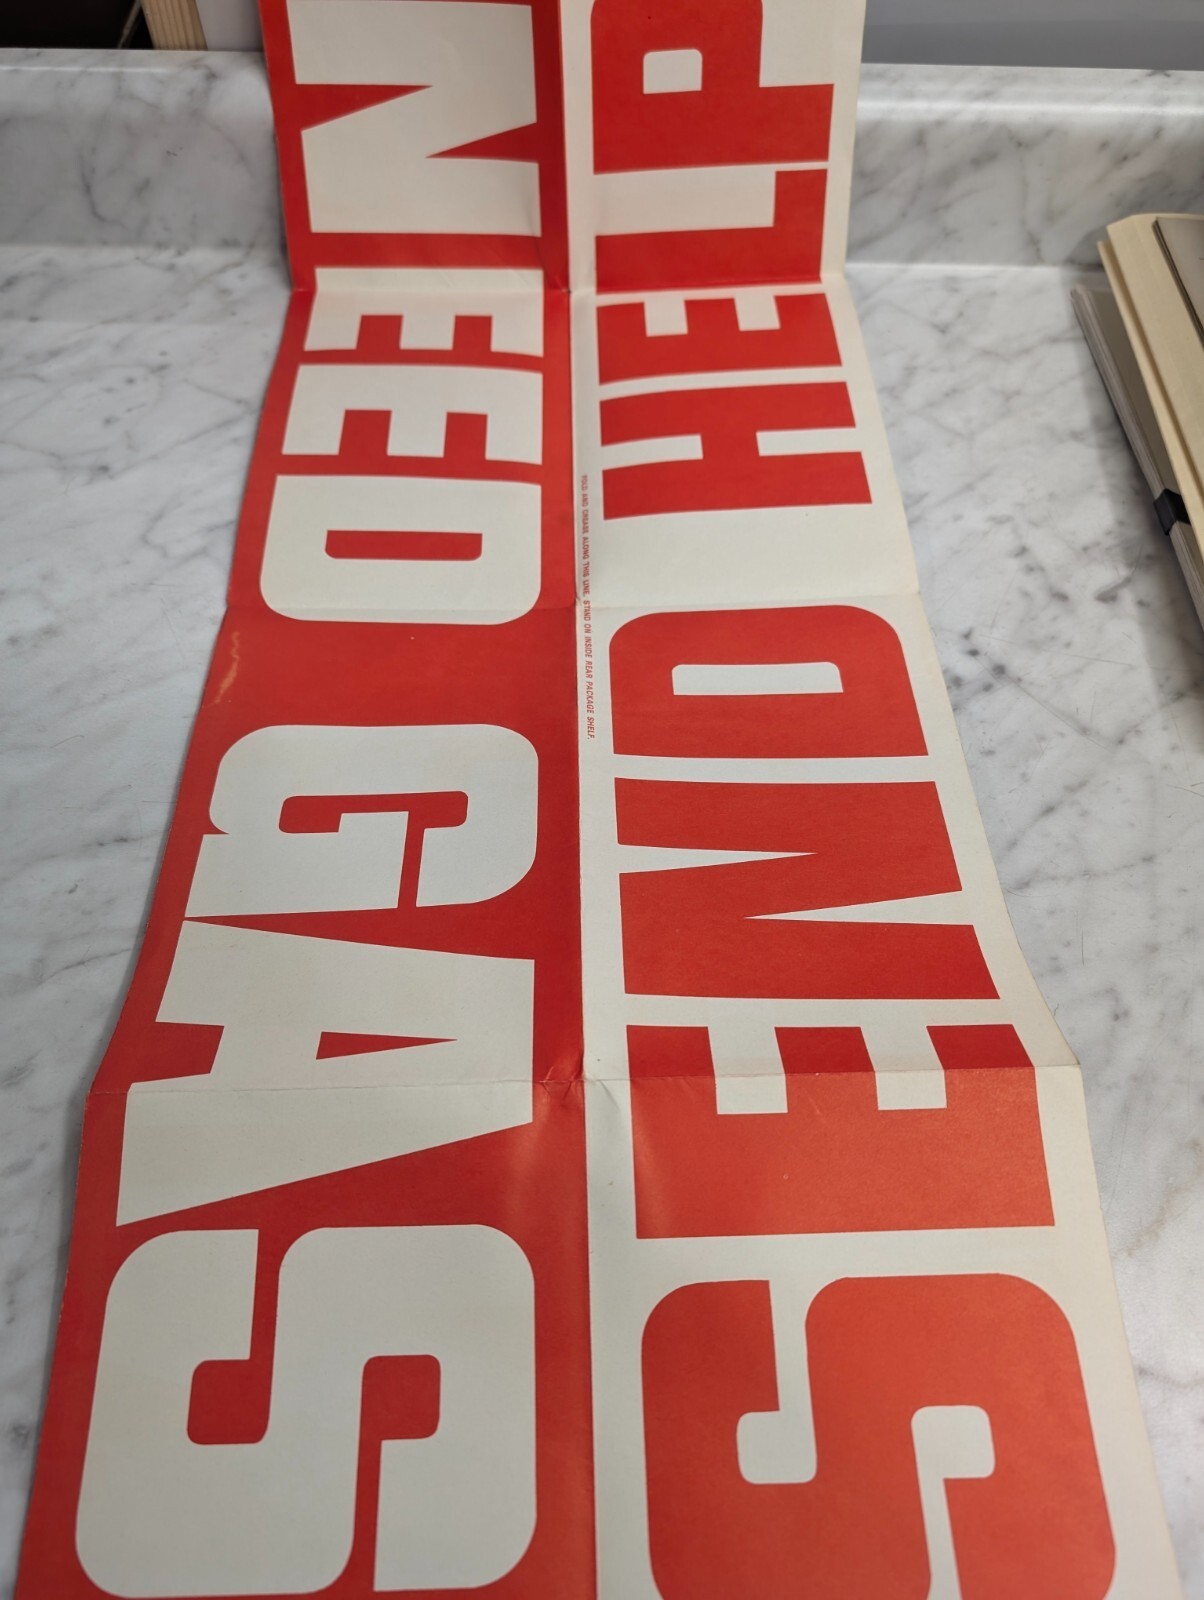 NEED GAS
FOLD AND CREASE ALONG THIS LINE. STAND ON INSIDE REAR PACKAGE SHELF.
SEND HELP